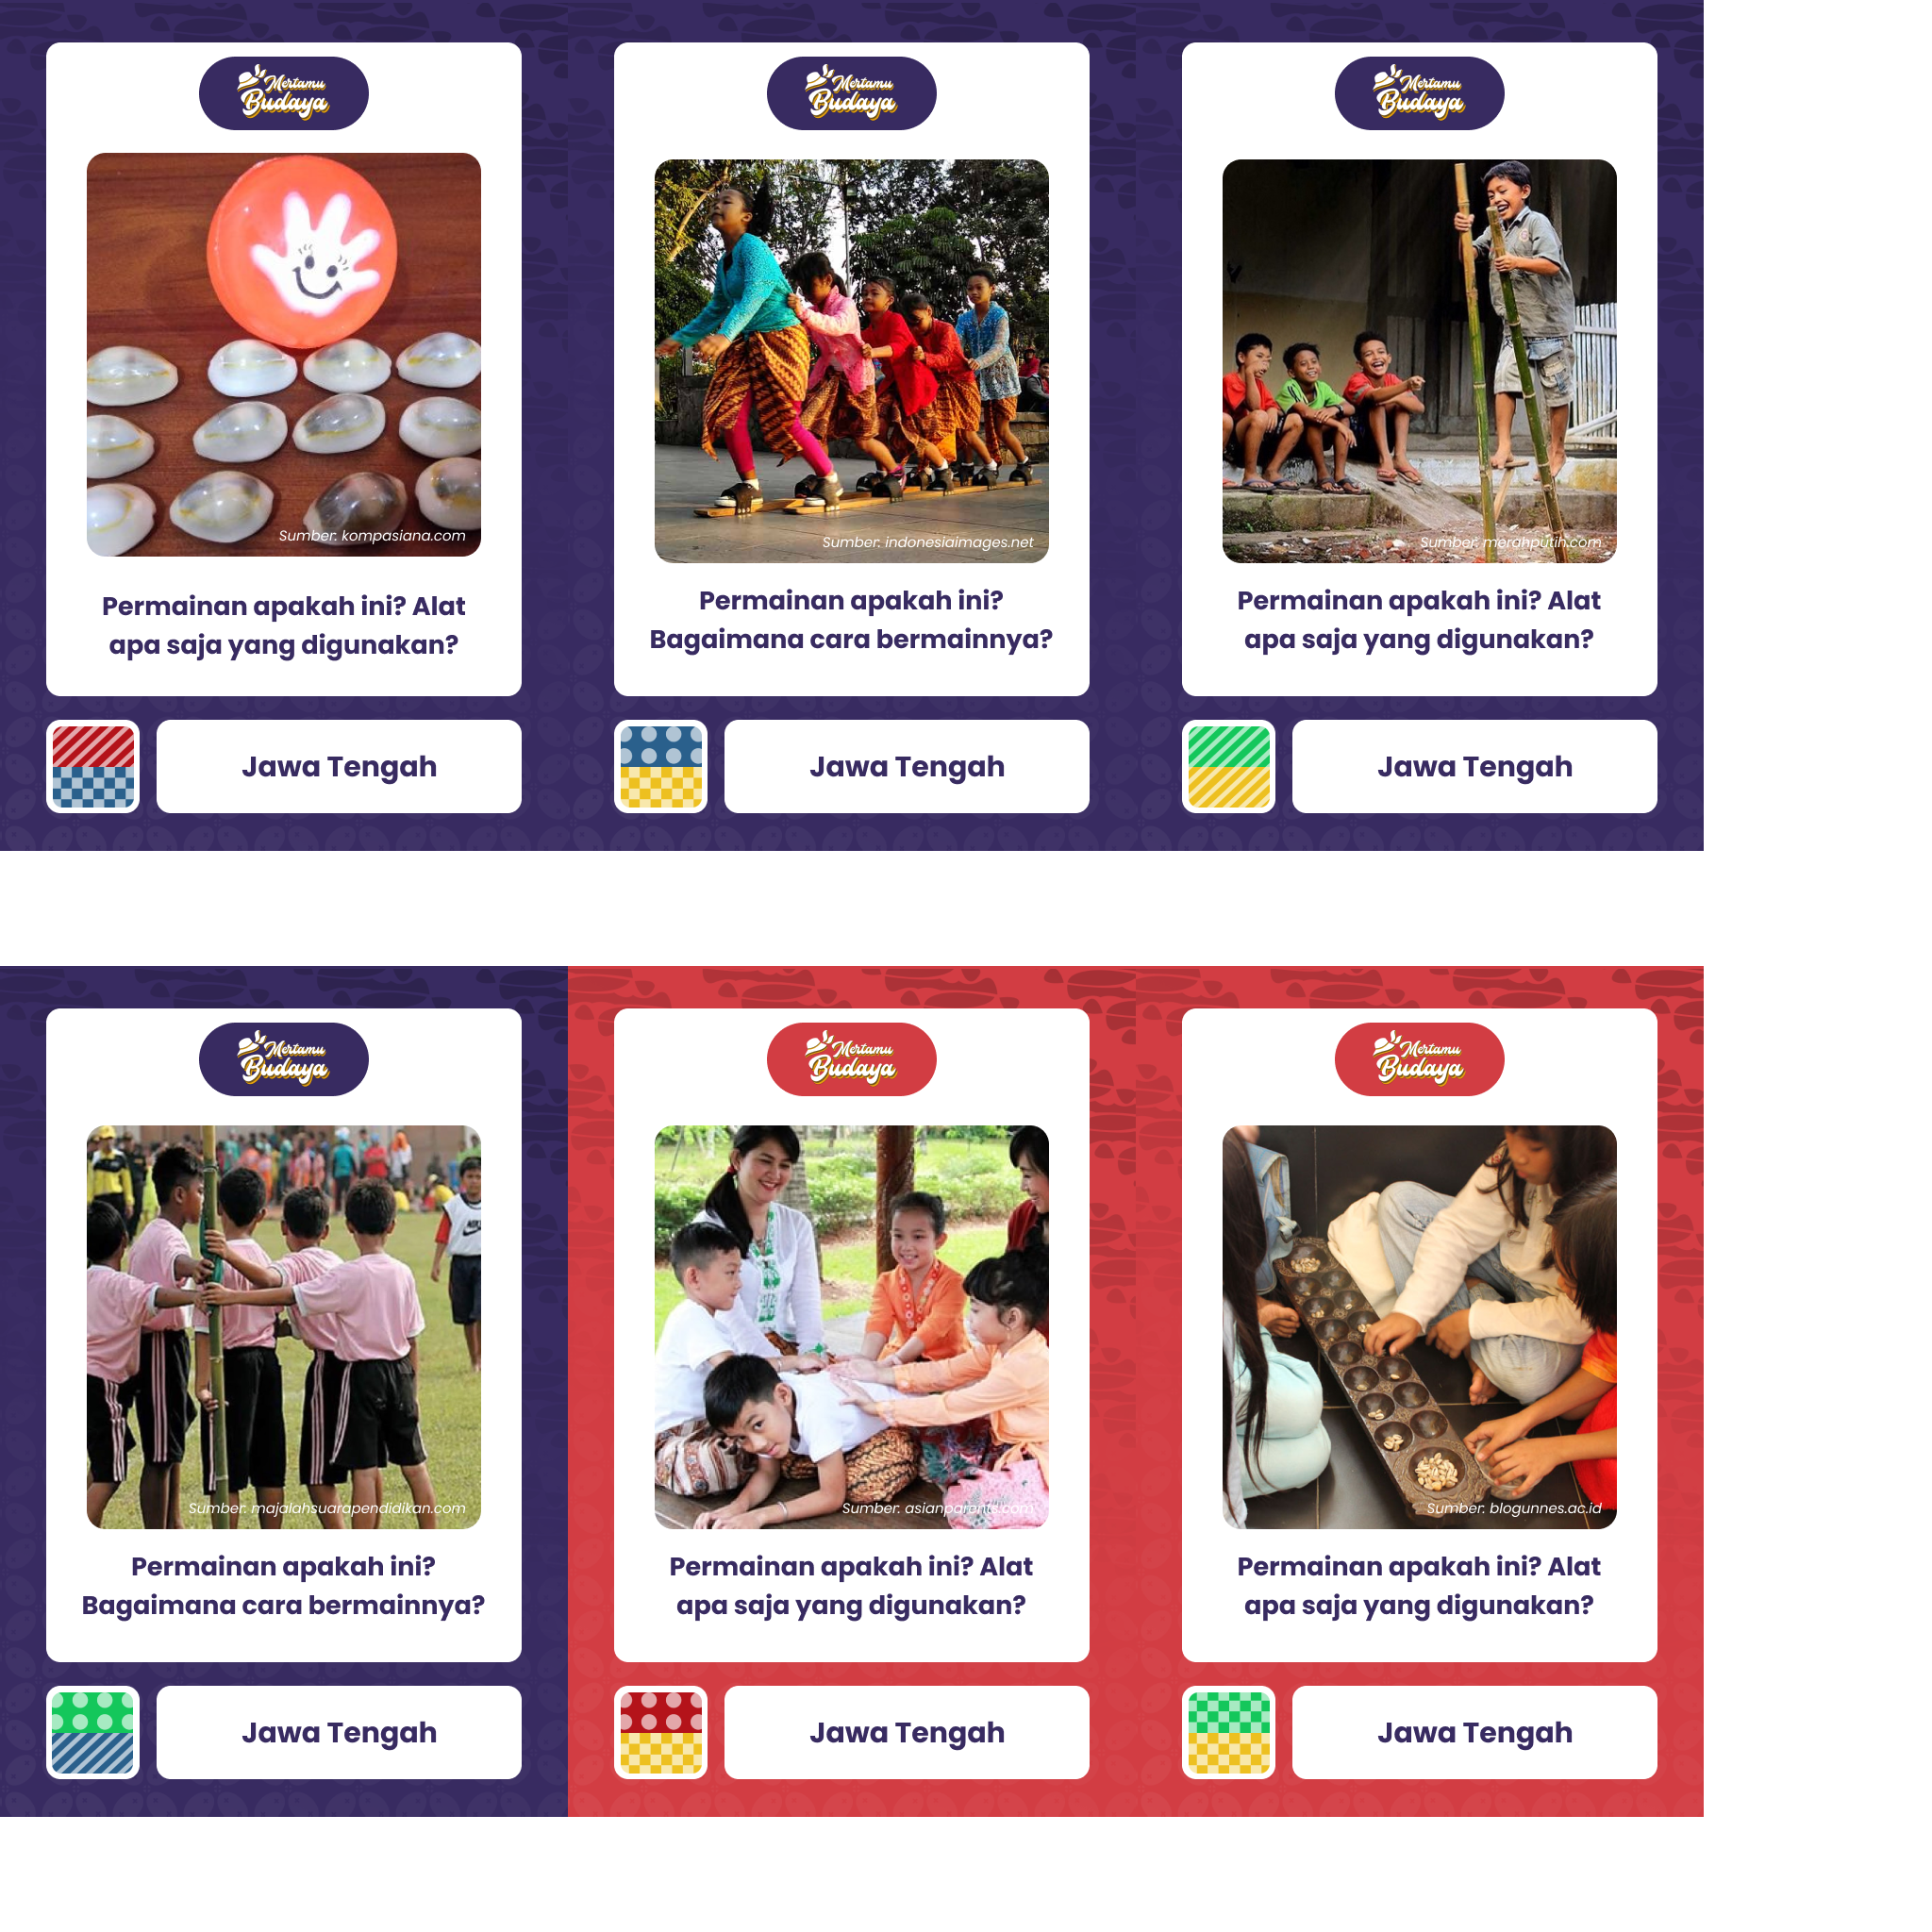 Mertamu
Budaya
Sumber: kompasiana.com
Permainan apakah ini? Alat
apa saja yang digunakan?
Jawa Tengah
Mertamu
Budaya
Sumber: indonesiaimages.net
Permainan apakah ini?
Bagaimana cara bermainnya?
Jawa Tengah
Mertamu
Budaya
Sumber: merahputih.com
Permainan apakah ini? Alat
apa saja yang digunakan?
Jawa Tengah
Mertamu
Budaya
Sumber: majalahsuarapendidikan.com
Permainan apakah ini?
Bagaimana cara bermainnya?
Jawa Tengah
Mertamu
Budaya
Sumber: asianparents.com
Permainan apakah ini? Alat
apa saja yang digunakan?
Jawa Tengah
Mertamu
Budaya
Sumber: blogunnes.ac.id
Permainan apakah ini? Alat
apa saja yang digunakan?
Jawa Tengah